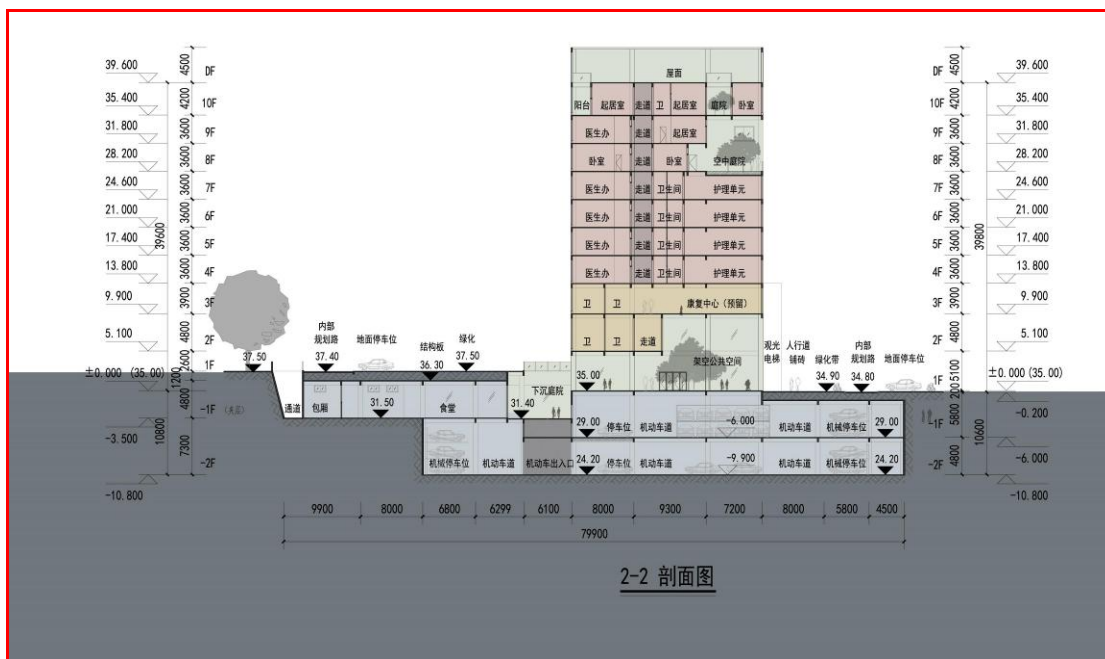 4500 DF 屋面
39.600 39.600
4200 10F 阳台 起居室 走道 卫 起居室 庭院 卧室 10F 4200
35.400 35.400
3600 9F 医生办 走道 起居室 9F 3600
31.800 31.800
3600 8F 卧室 走道 卧室 空中庭院 8F 3600
28.200 28.200
3600 7F 医生办 走道 卫生间 护理单元 7F 3600
24.600 24.600
3600 6F 医生办 走道 卫生间 护理单元 6F 3600
21.000 21.000
39600 3600 5F 医生办 走道 卫生间 护理单元 5F 3600 39800
17.400 17.400
3600 4F 医生办 走道 卫生间 护理单元 4F 3600
13.800 13.800
3900 3F 卫 卫 康复中心（预留） 3F 3900
9.900 9.900
4800 2F 卫 卫 走道 2F 4800
5.100 5.100
内部 规划路 地面停车位 结构板 绿化 架空公共空间 观光 电梯 人行道 铺砖 绿化带 内部 规划路 地面停车位
37.50 37.40 36.30 37.50 35.00 34.90 34.80
2600 1F 1F 5100
±0.000 (35.00) ±0.000 (35.00)
1200 200
4800 -1F 通道 包厢 31.50 食堂 31.40 下沉庭院 -0.200
-3.500 29.00 停车位 机动车道 -6.000 机动车道 机械停车位 29.00 -1F 5800
10800 -6.000 10600
7300 -2F 机械停车位 机动车道 机动车出入口 24.20 停车位 机动车道 -9.900 机动车道 机械停车位 24.20 -2F 4800
-10.800 -10.800
9900 8000 6800 6299 6100 8000 9300 7200 8000 5800 4500
79900
2-2 剖面图